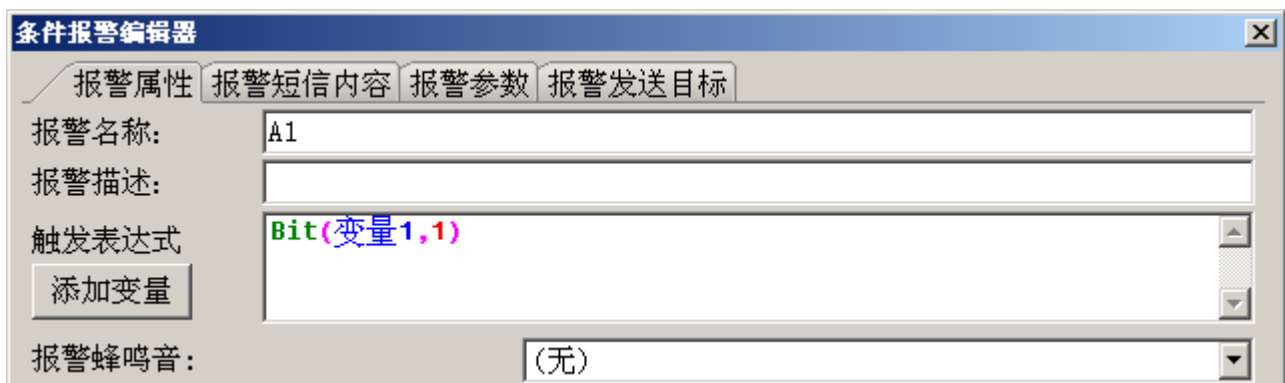 条件报警编辑器
报警属性 报警短信内容 报警参数 报警发送目标
报警名称: A1
报警描述:
触发表达式 Bit(变量1,1)
添加变量
报警蜂鸣音: (无)